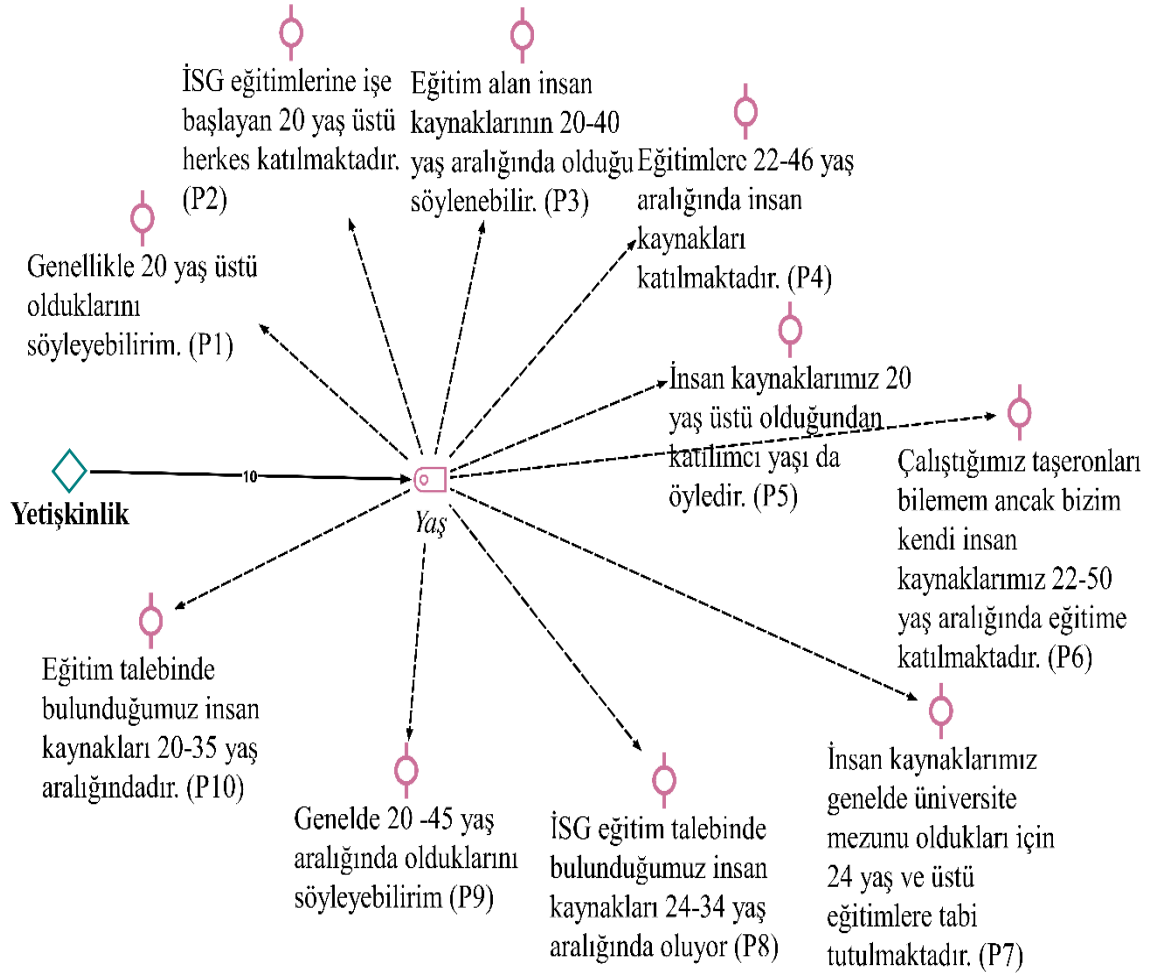 İSG eğitimlerine işe
başlayan 20 yaş üstü
herkes katılmaktadır.
(P2)
Eğitim alan insan
kaynaklarının 20-40
yaş aralığında olduğu
söylenebilir. (P3)
Eğitimlere 22-46 yaş
aralığında insan
kaynakları
katılmaktadır. (P4)
Genellikle 20 yaş üstü
olduklarını
söyleyebilirim. (P1)
İnsan kaynaklarımız 20
yaş üstü olduğundan
katılımcı yaşı da
öyledir. (P5)
Çalıştığımız taşeronları
bilemem ancak bizim
kendi insan
kaynaklarımız 22-50
yaş aralığında eğitime
katılmaktadır. (P6)
10
Yetişkinlik
Yaş
Eğitim talebinde
bulunduğumuz insan
kaynakları 20-35 yaş
aralığındadır. (P10)
Genelde 20 -45 yaş
aralığında olduklarını
söyleyebilirim (P9)
İSG eğitim talebinde
bulunduğumuz insan
kaynakları 24-34 yaş
aralığında oluyor (P8)
İnsan kaynaklarımız
genelde üniversite
mezunu oldukları için
24 yaş ve üstü
eğitimlere tabi
tutulmaktadır. (P7)